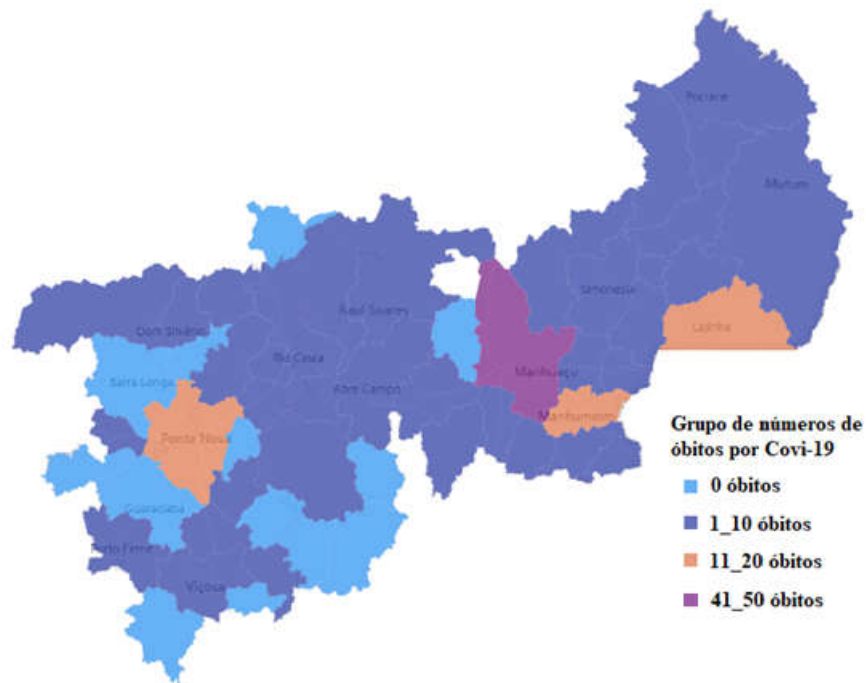 Pocrane
Mutum
Simonésia
Raul Soares
Lajinha
Dom Silvério
Rio Casca
Manhuaçu
Barra Longa
Abre Campo
Manhumirim
Ponte Nova
Grupo de números de
óbitos por Covi-19
0 óbitos
Guaraciaba
1_10 óbitos
Porto Firme
11_20 óbitos
Viçosa
41_50 óbitos